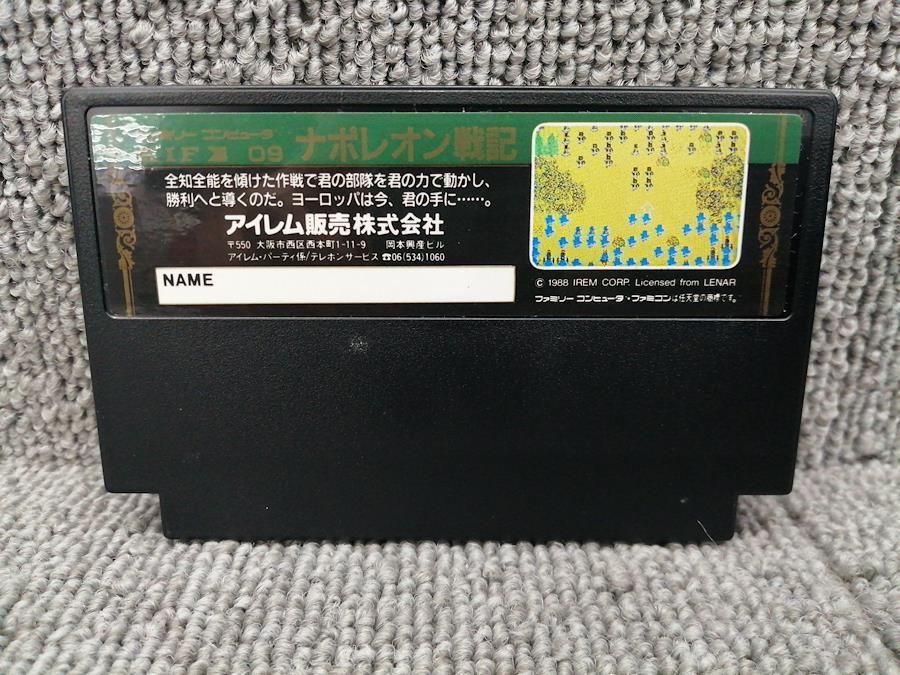 ファミリー コンピュータ
IF 09 ナポレオン戦記
全知全能を傾けた作戦で君の部隊を君の力で動かし、
勝利へと導くのだ。ヨーロッパは今、君の手に……。
アイレム販売株式会社
〒550 大阪市西区西本町1-11-9 岡本興産ビル
アイレム・パーティ係/テレホンサービス ☎06(534)1060
NAME
© 1988 IREM CORP. Licensed from LENAR
ファミリー コンピュータ・ファミコンは任天堂の商標です。